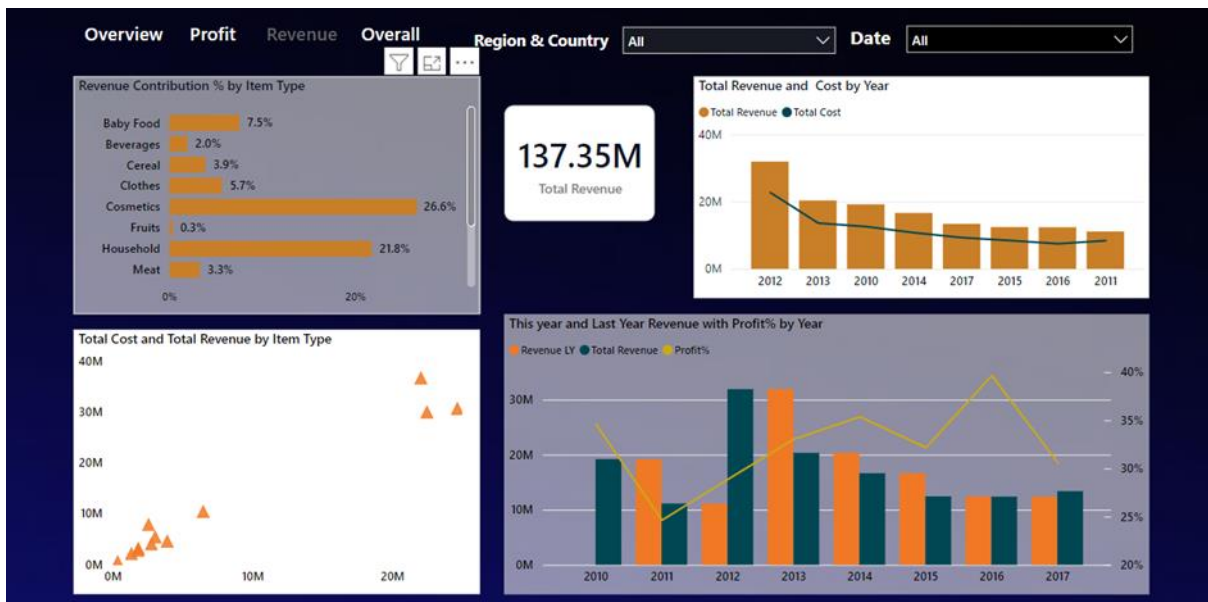 Overview Profit Revenue Overall
Region & Country All Date All
Revenue Contribution % by Item Type
Baby Food 7.5%
Beverages 2.0%
Cereal 3.9%
Clothes 5.7%
Cosmetics 26.6%
Fruits 0.3%
Household 21.8%
Meat 3.3%
0% 20%
137.35M
Total Revenue
Total Revenue and Cost by Year
Total Revenue Total Cost
40M
20M
0M
2012 2013 2010 2014 2017 2015 2016 2011
Total Cost and Total Revenue by Item Type
40M
30M
20M
10M
0M
0M 10M 20M
This year and Last Year Revenue with Profit% by Year
Revenue LY Total Revenue Profit%
40%
30M
35%
20M
30%
10M
25%
0M 20%
2010 2011 2012 2013 2014 2015 2016 2017